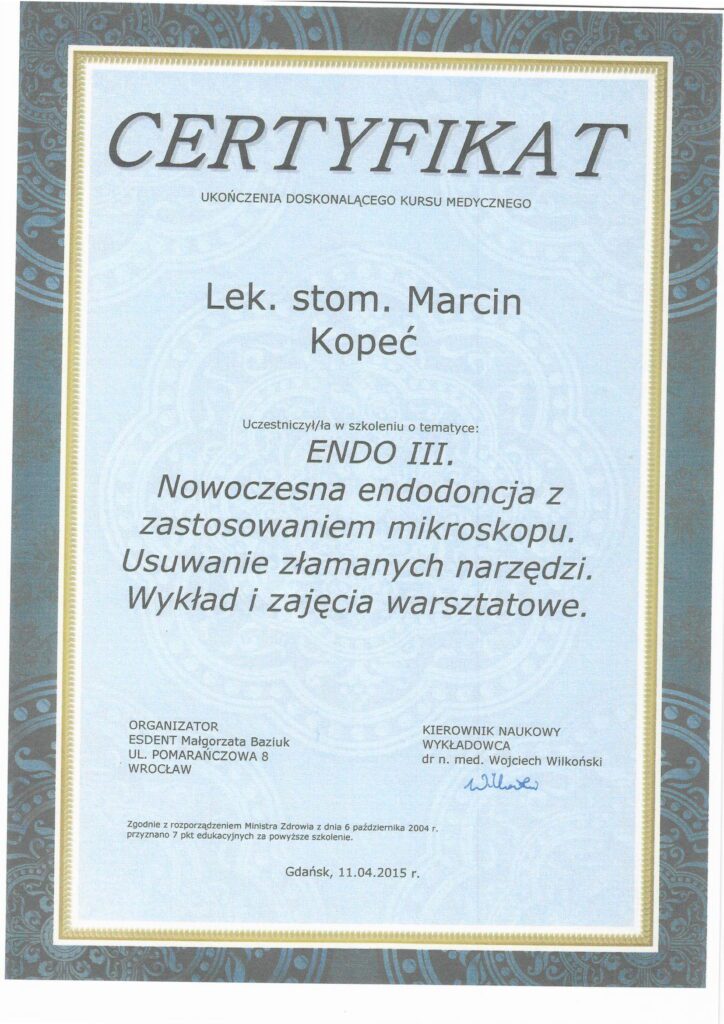 CERTYFIKAT
UKOŃCZENIA DOSKONALĄCEGO KURSU MEDYCZNEGO
Lek. stom. Marcin
Kopeć
Uczestniczył/ła w szkoleniu o tematyce:
ENDO III.
Nowoczesna endodoncja z
zastosowaniem mikroskopu.
Usuwanie złamanych narzędzi.
Wykład i zajęcia warsztatowe.
ORGANIZATOR
ESDENT Małgorzata Baziuk
UL. POMARAŃCZOWA 8
WROCŁAW
KIEROWNIK NAUKOWY
WYKŁADOWCA
dr n. med. Wojciech Wilkoński
Zgodnie z rozporządzeniem Ministra Zdrowia z dnia 6 października 2004 r.
przyznano 7 pkt edukacyjnych za powyższe szkolenie.
Gdańsk, 11.04.2015 r.